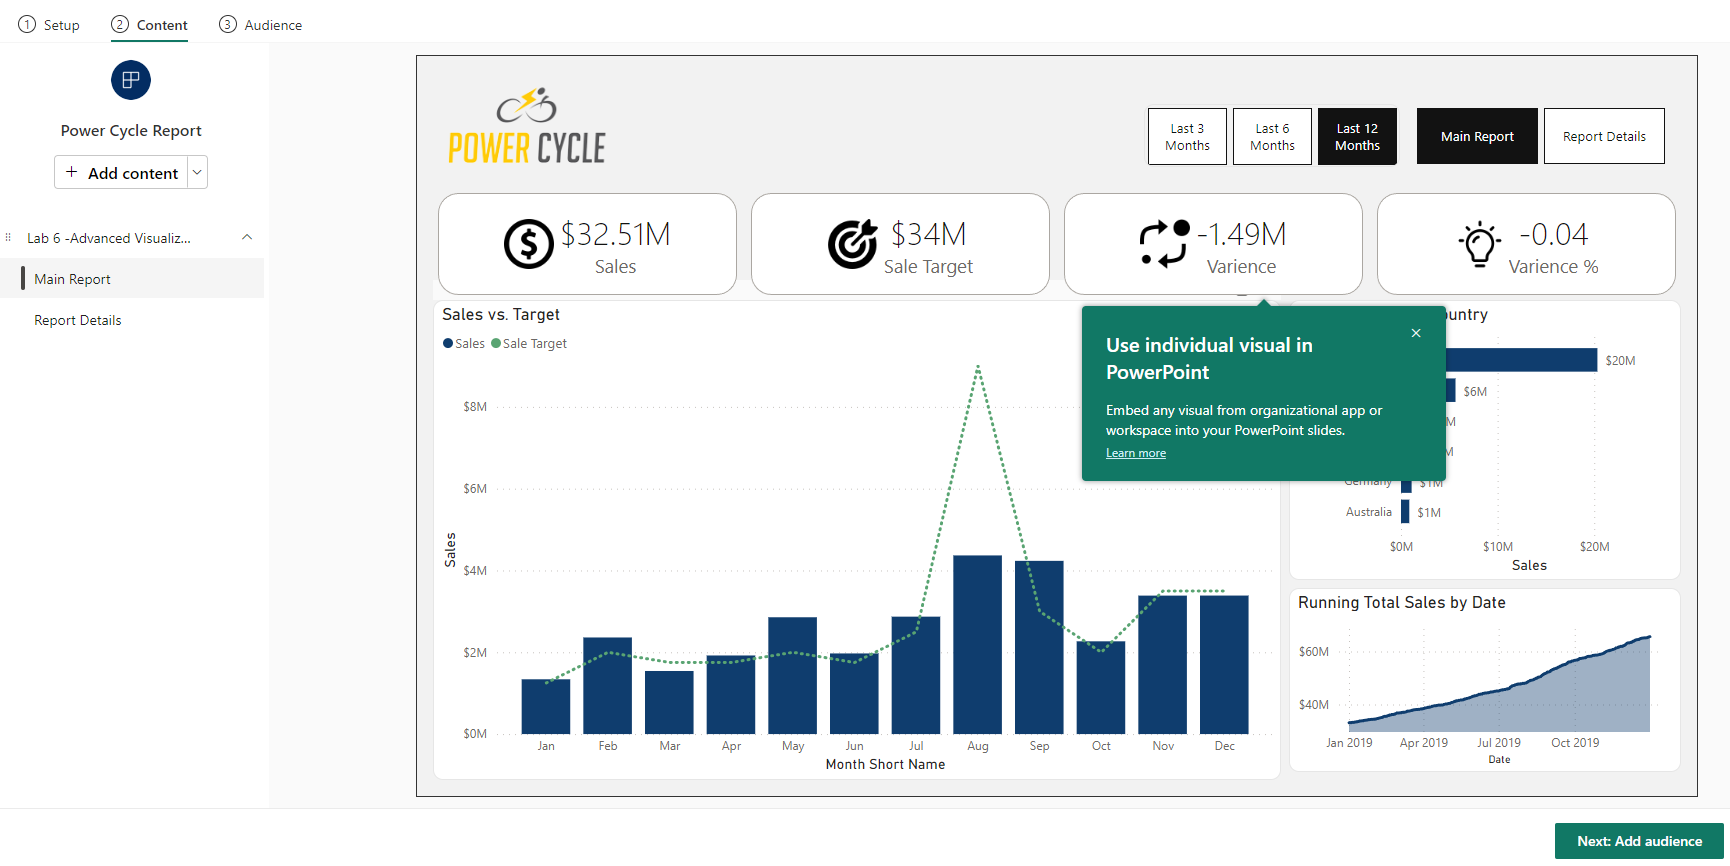 1 Setup
2 Content
3 Audience
Power Cycle Report
+ Add content
Lab 6 -Advanced Visualiz...
Main Report
Report Details
POWER CYCLE
Last 3
Months
Last 6
Months
Last 12
Months
Main Report
Report Details
$32.51M
Sales
$34M
Sale Target
-1.49M
Varience
-0.04
Varience %
Sales vs. Target
Sales Sale Target
$8M
$6M
$4M
$2M
$0M
Sales
Jan Feb Mar Apr May Jun Jul Aug Sep Oct Nov Dec
Month Short Name
Use individual visual in
PowerPoint
Embed any visual from organizational app or
workspace into your PowerPoint slides.
Learn more
ountry
$20M
$6M
M
M
Germany $1M
Australia $1M
$0M $10M $20M
Sales
Running Total Sales by Date
$60M
$40M
Jan 2019 Apr 2019 Jul 2019 Oct 2019
Date
Next: Add audience